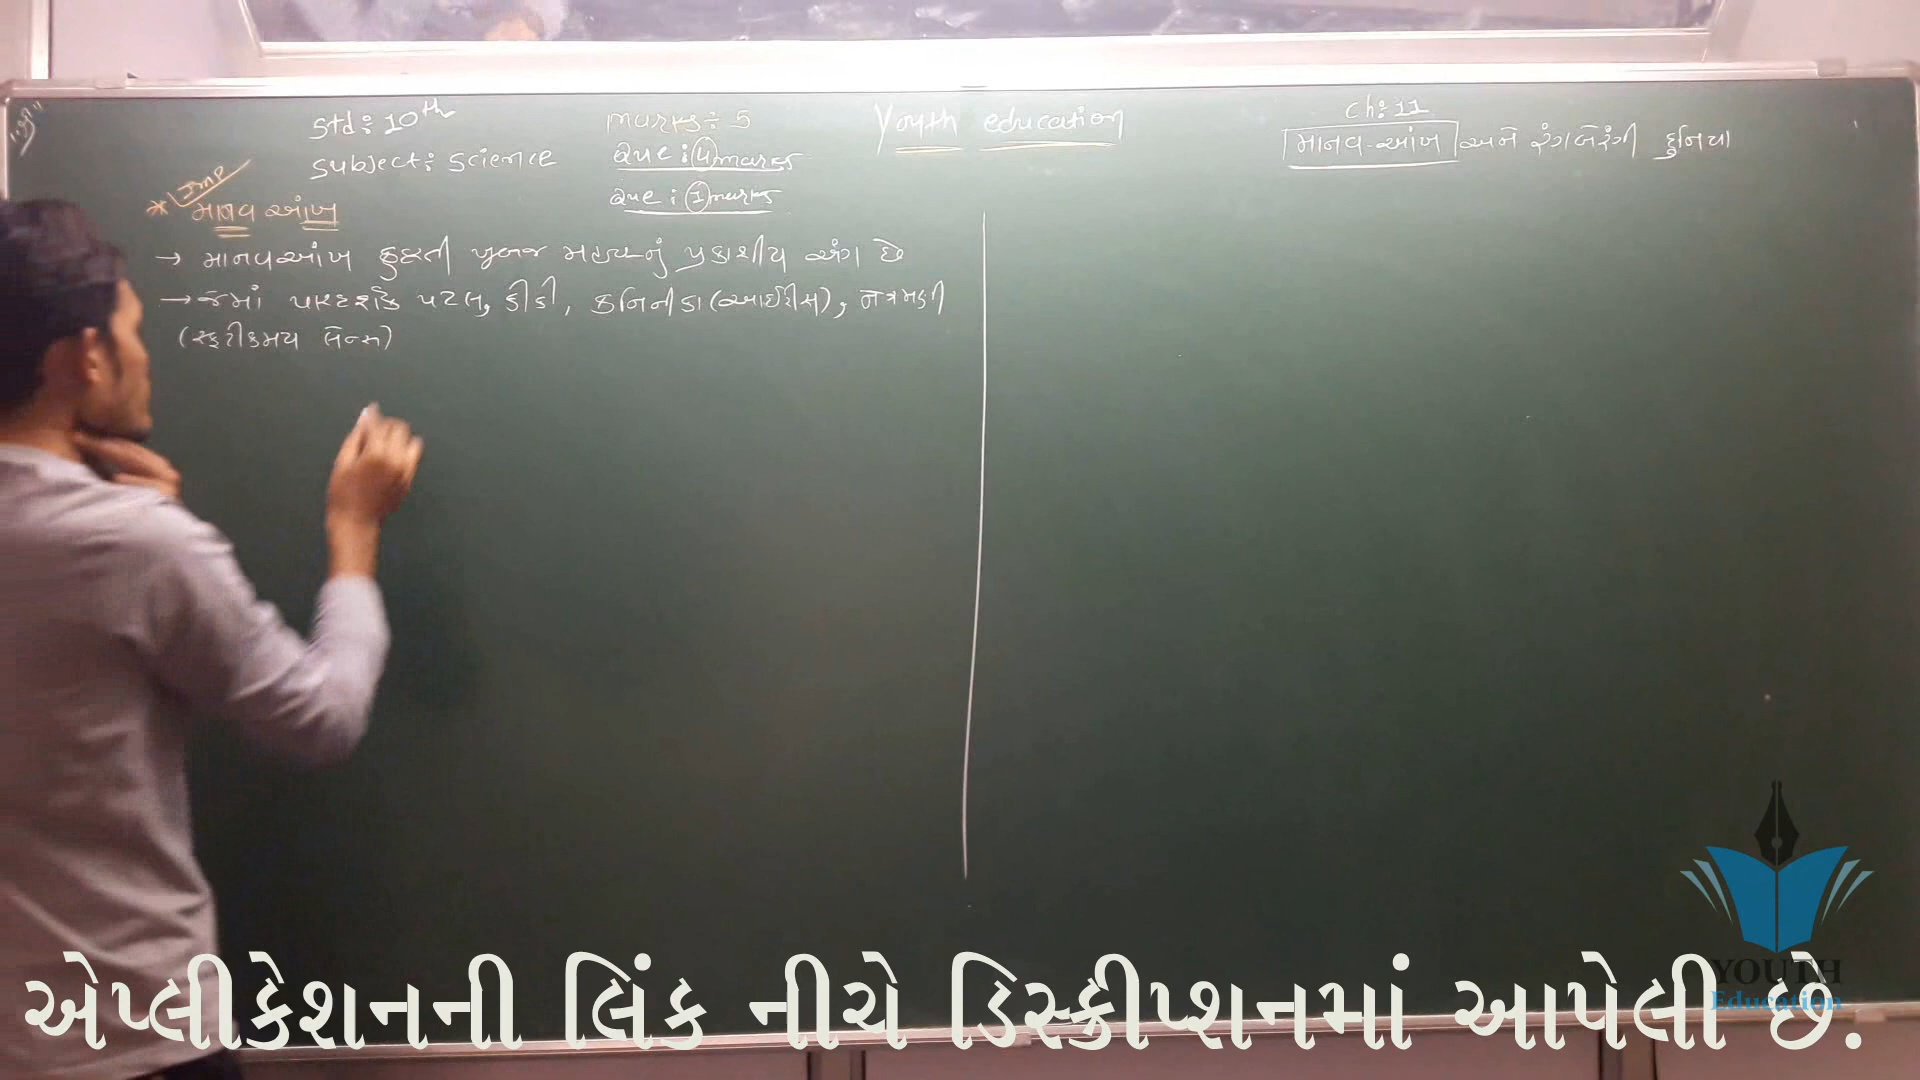 ॥શ્રી॥
Std: 10th
Subject: Science
marks: 5
Que: 4 marks
Que: 1 marks
Youth education
Ch: 11
માનવ-આંખ અને રંગબેરંગી દુનિયા
* Imp
માનવ આંખ
→ માનવઆંખ કુદરતી ખુબજ મહત્વનું પ્રકાશીય અંગ છે
→ જેમાં પારદર્શક પટલ, કીકી, કનિનીકા (આઈરીસ), નેત્રમણી
(સ્ફટીકમય લેન્સ)
YOUTH
Education
એપ્લીકેશનની લિંક નીચે ડિસ્ક્રીપ્શનમાં આપેલી છે.